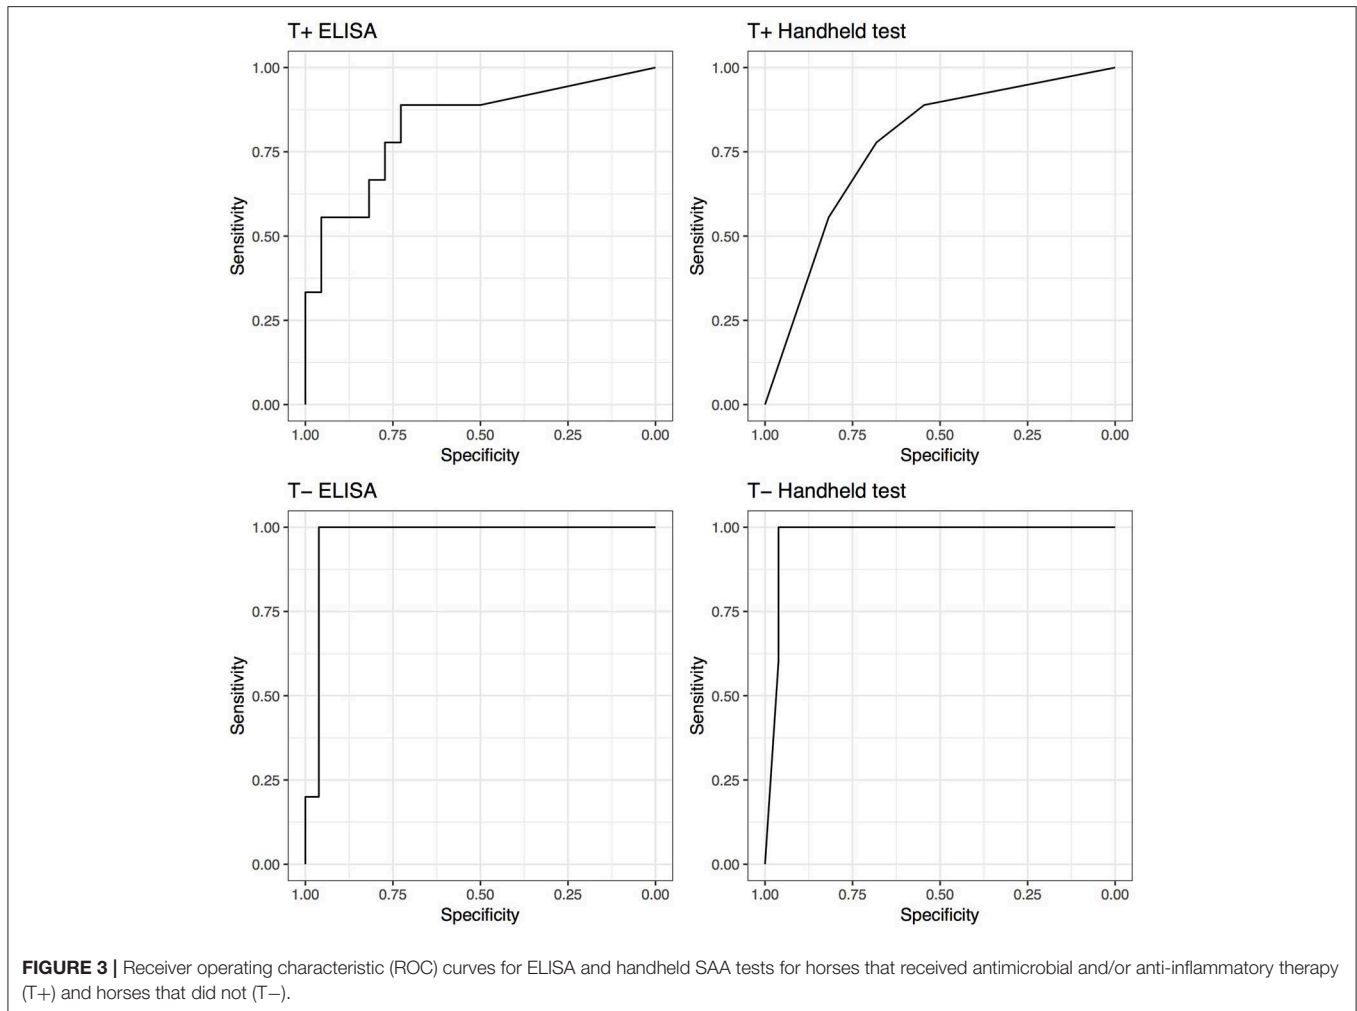 T+ ELISA
1.00
0.75
0.50
0.25
0.00
Sensitivity
1.00 0.75 0.50 0.25 0.00
Specificity
T+ Handheld test
1.00
0.75
0.50
0.25
0.00
Sensitivity
1.00 0.75 0.50 0.25 0.00
Specificity
T− ELISA
1.00
0.75
0.50
0.25
0.00
Sensitivity
1.00 0.75 0.50 0.25 0.00
Specificity
T− Handheld test
1.00
0.75
0.50
0.25
0.00
Sensitivity
1.00 0.75 0.50 0.25 0.00
Specificity
FIGURE 3 | Receiver operating characteristic (ROC) curves for ELISA and handheld SAA tests for horses that received antimicrobial and/or anti-inflammatory therapy
(T+) and horses that did not (T−).